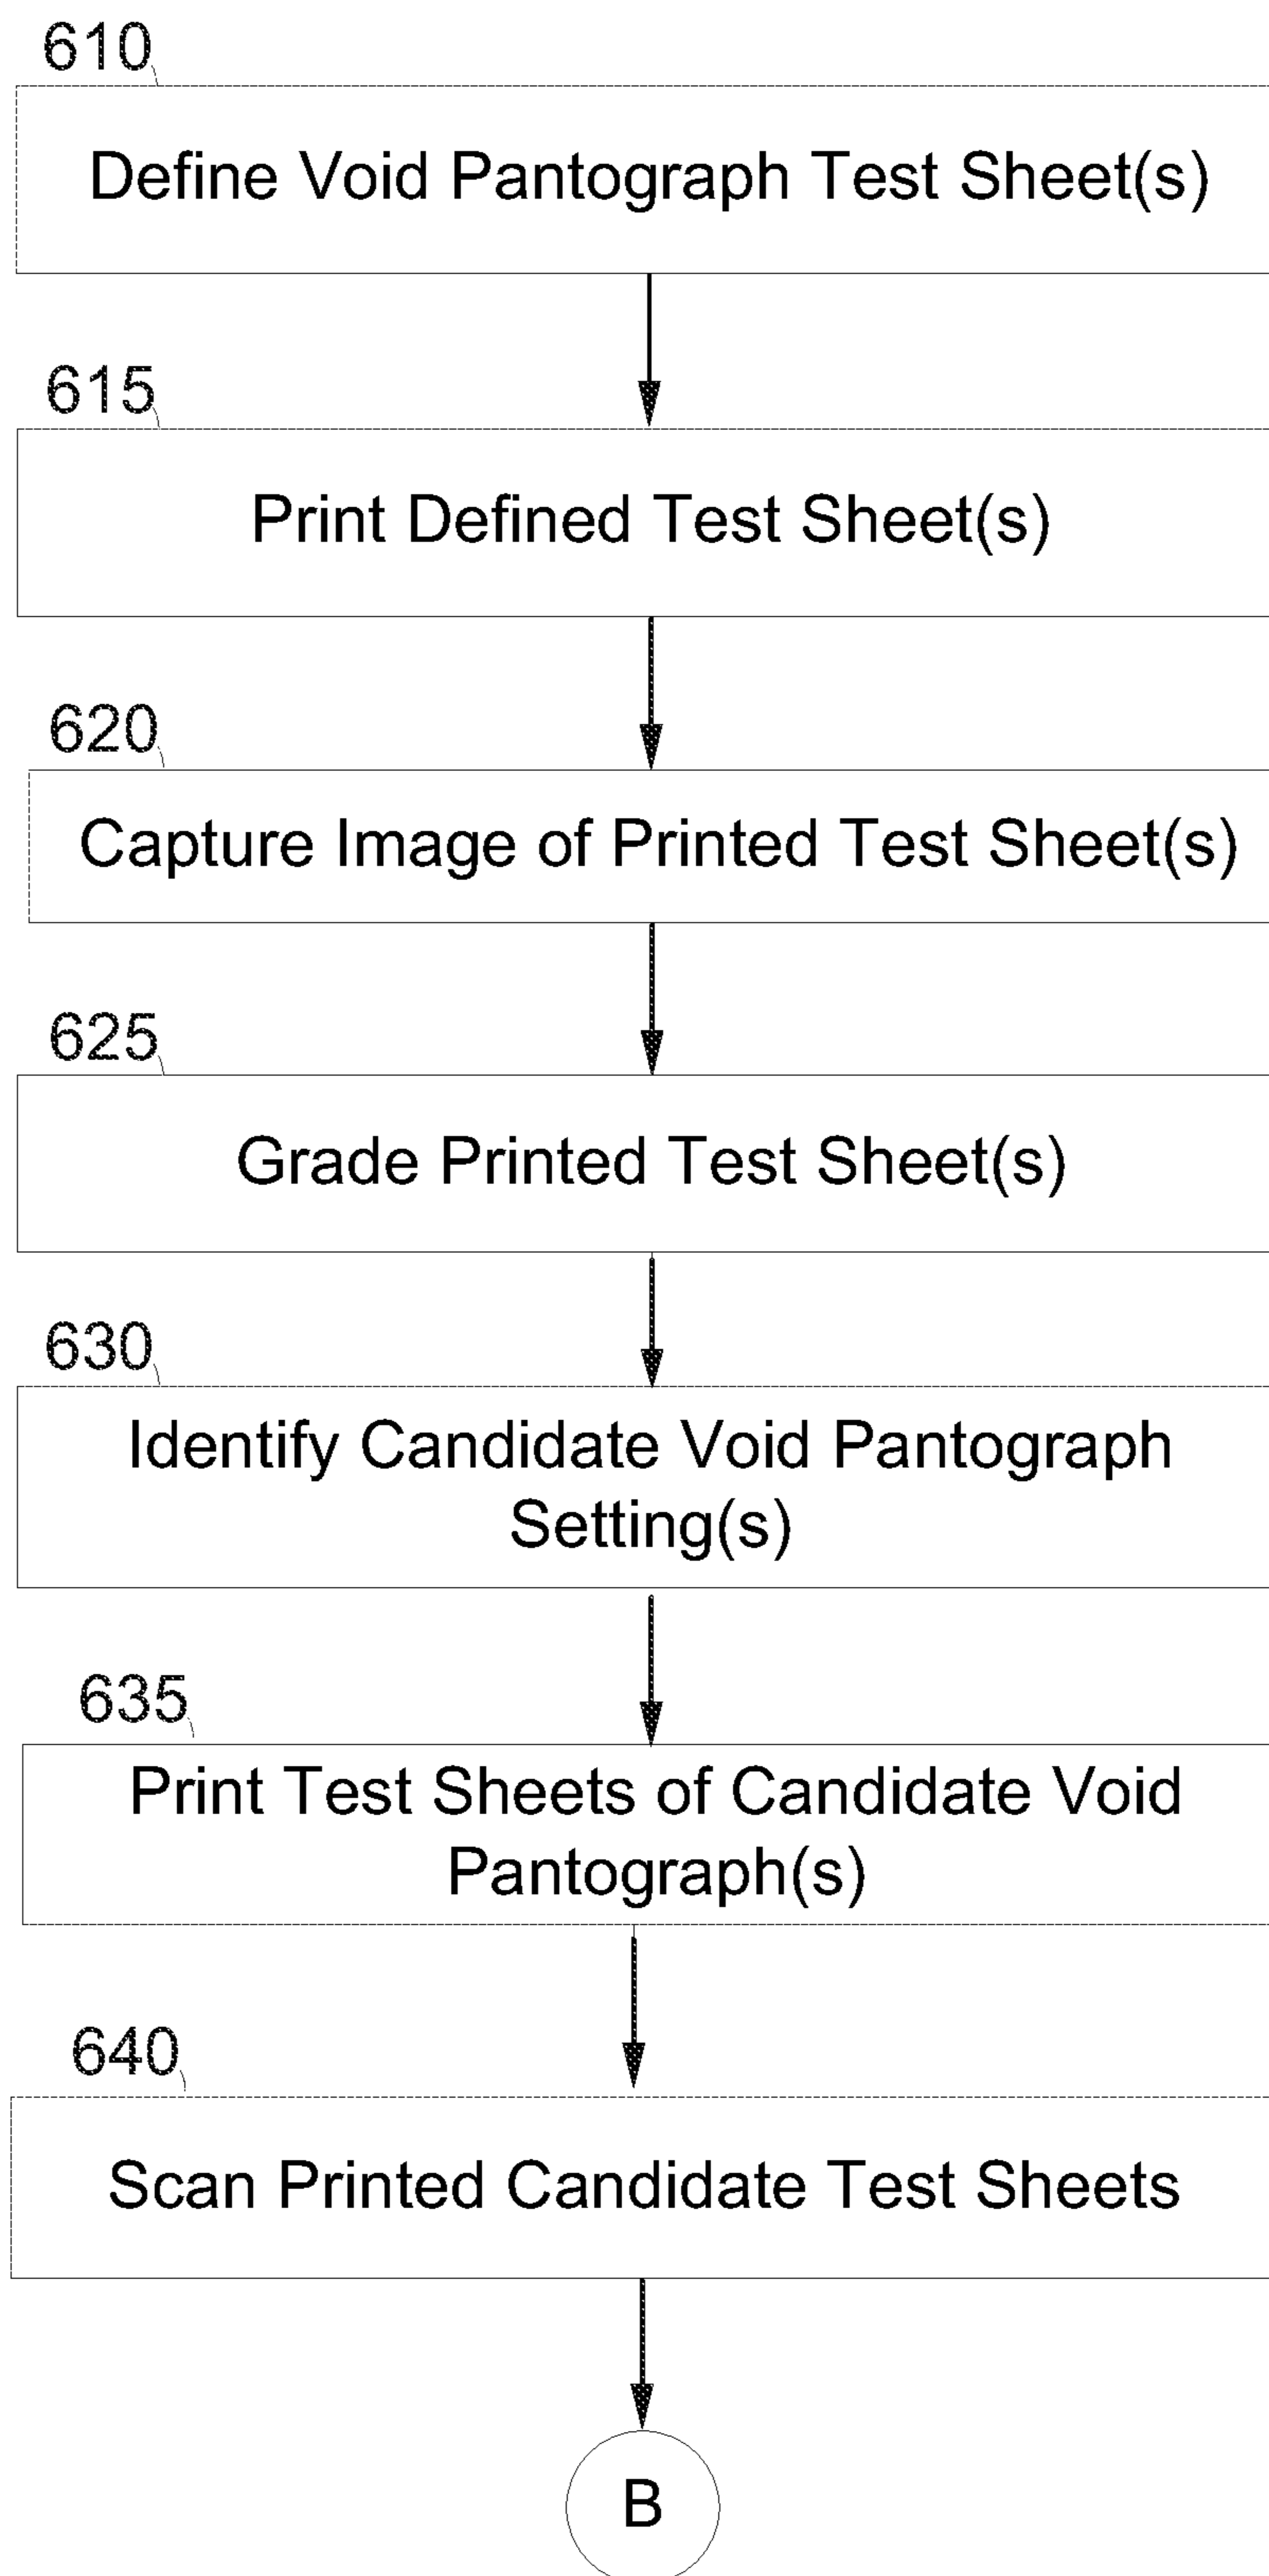 610
Define Void Pantograph Test Sheet(s)
615
Print Defined Test Sheet(s)
620
Capture Image of Printed Test Sheet(s)
625
Grade Printed Test Sheet(s)
630
Identify Candidate Void Pantograph
Setting(s)
635
Print Test Sheets of Candidate Void
Pantograph(s)
640
Scan Printed Candidate Test Sheets
B